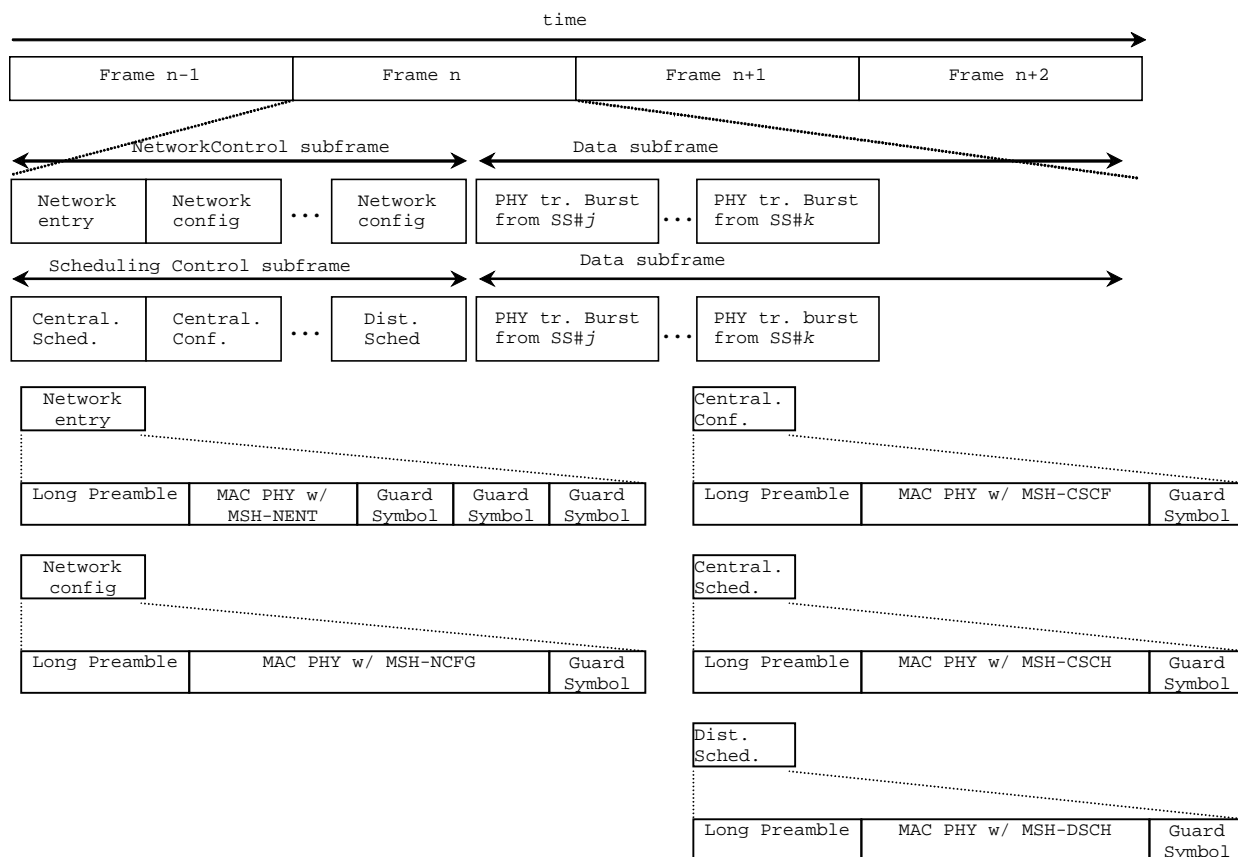 time
Frame n-1
Frame n
Frame n+1
Frame n+2
NetworkControl subframe
Data subframe
Network
entry
Network
config
...
Network
config
PHY tr. Burst
from SS#j
...
PHY tr. Burst
from SS#k
Scheduling Control subframe
Data subframe
Central.
Sched.
Central.
Conf.
...
Dist.
Sched
PHY tr. Burst
from SS#j
...
PHY tr. burst
from SS#k
Network
entry
Long Preamble
MAC PHY w/
MSH-NENT
Guard
Symbol
Guard
Symbol
Guard
Symbol
Central.
Conf.
Long Preamble
MAC PHY w/ MSH-CSCF
Guard
Symbol
Network
config
Long Preamble
MAC PHY w/ MSH-NCFG
Guard
Symbol
Central.
Sched.
Long Preamble
MAC PHY w/ MSH-CSCH
Guard
Symbol
Dist.
Sched.
Long Preamble
MAC PHY w/ MSH-DSCH
Guard
Symbol